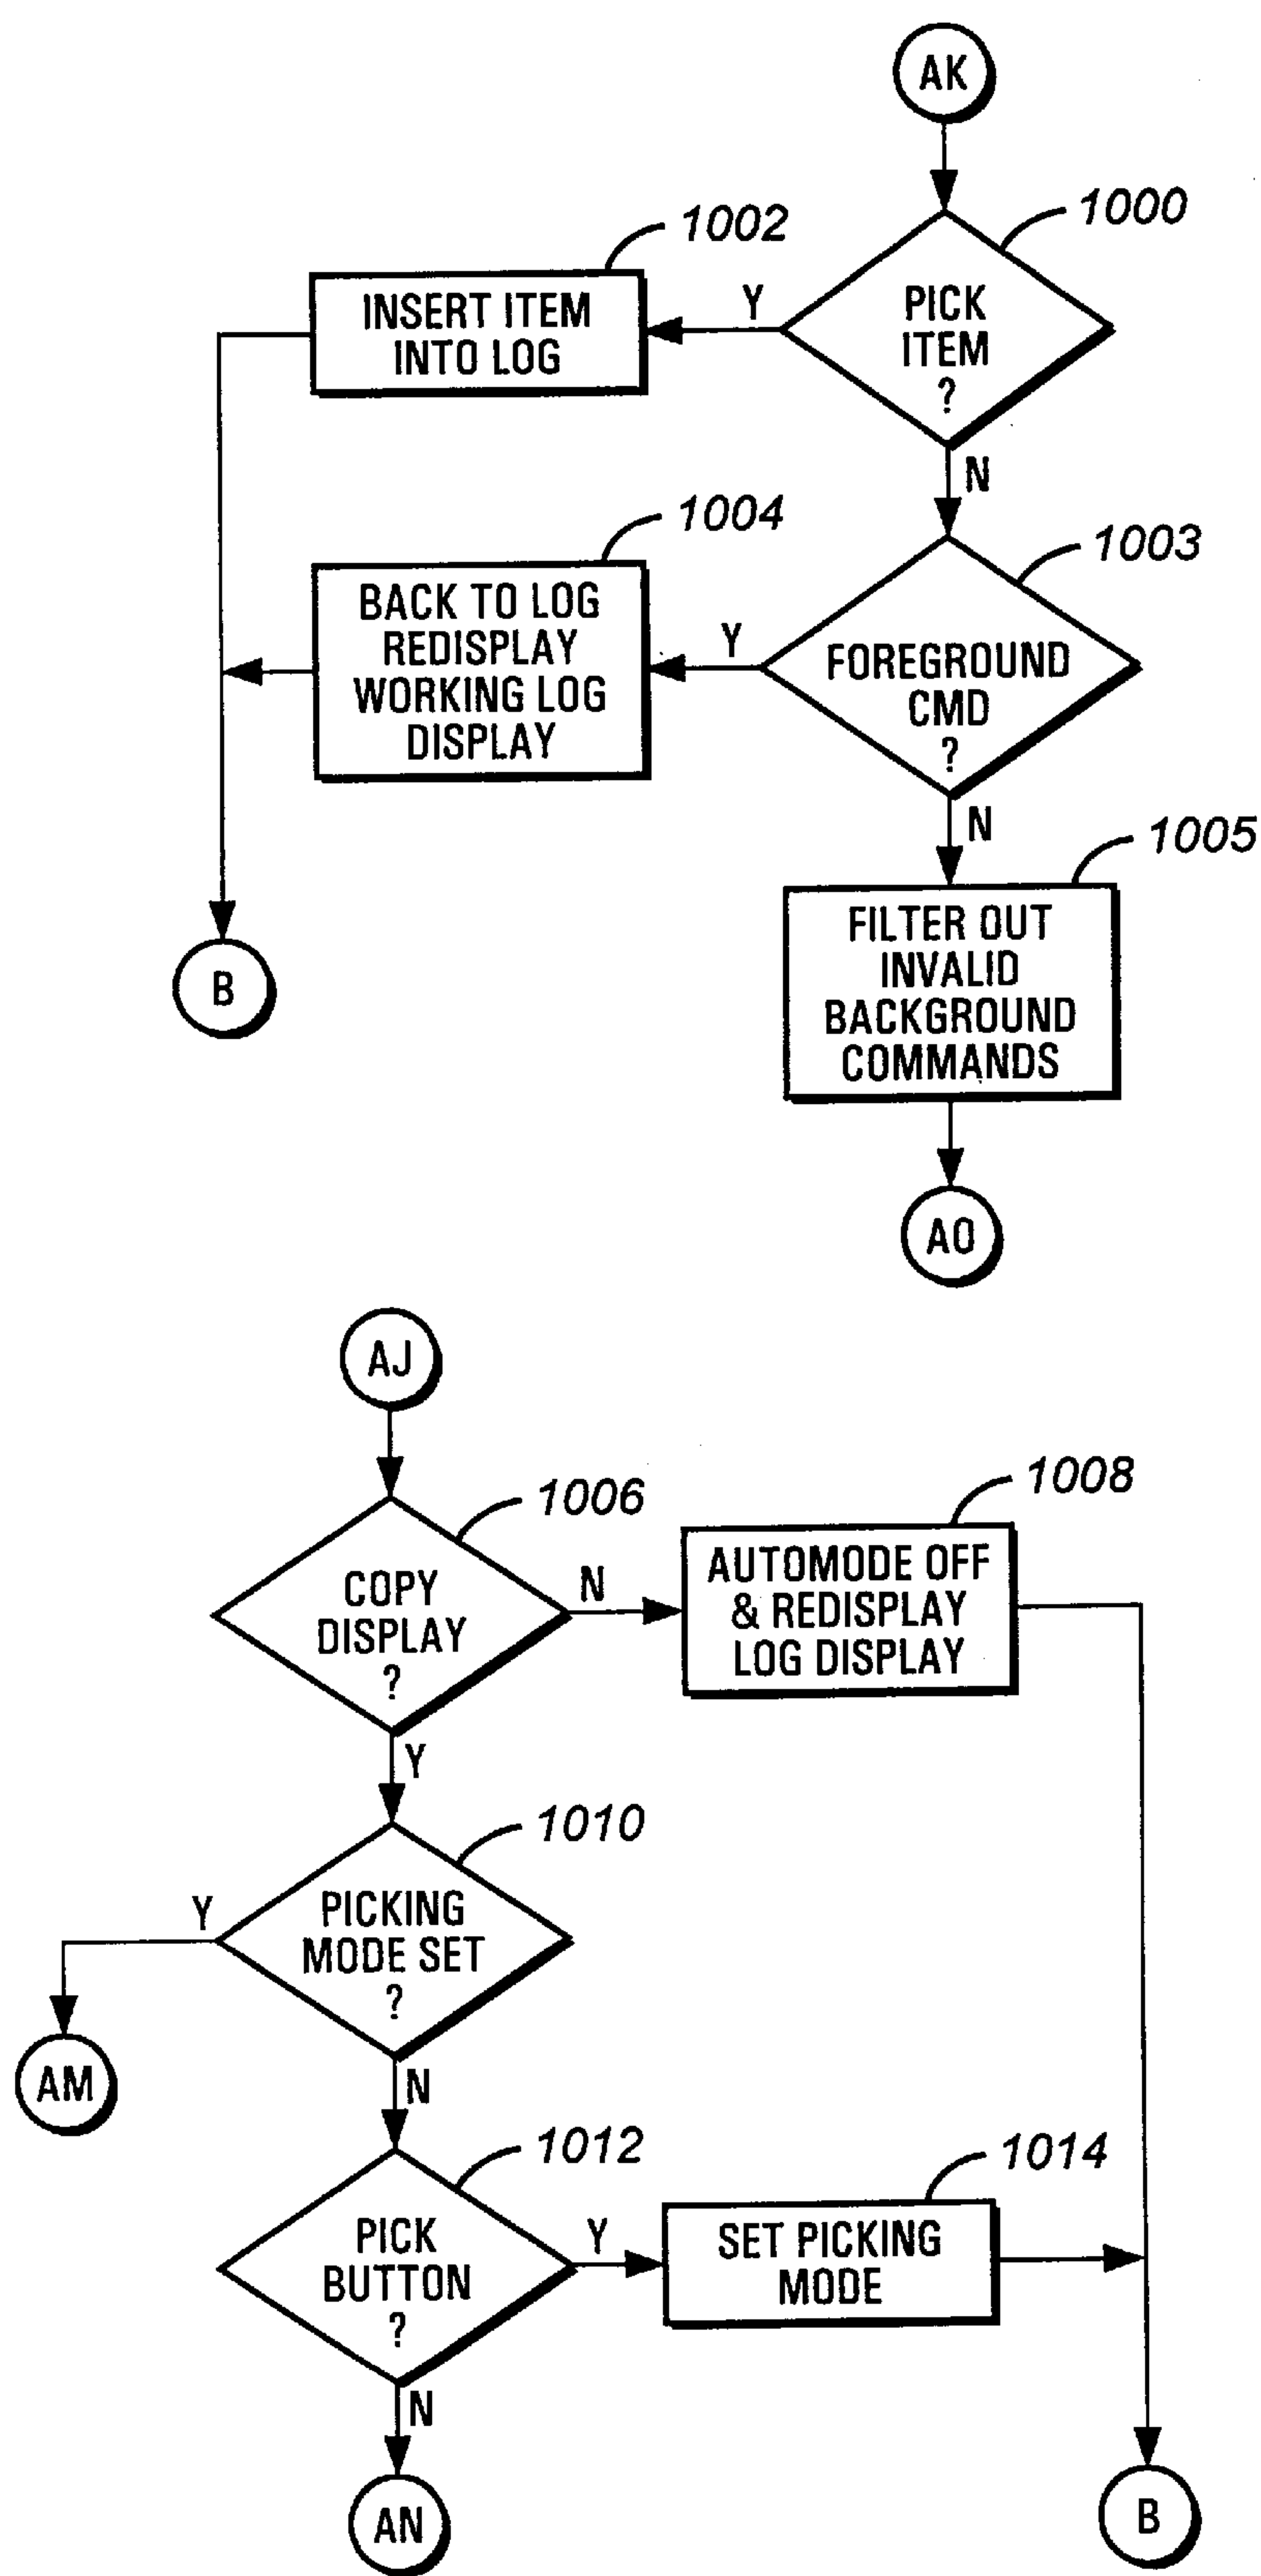 AK
1000
PICK
ITEM
?
Y
1002
INSERT ITEM
INTO LOG
N
1003
FOREGROUND
CMD
?
Y
1004
BACK TO LOG
REDISPLAY
WORKING LOG
DISPLAY
B
N
1005
FILTER OUT
INVALID
BACKGROUND
COMMANDS
AO
AJ
1006
COPY
DISPLAY
?
N
1008
AUTOMODE OFF
& REDISPLAY
LOG DISPLAY
Y
1010
PICKING
MODE SET
?
Y
AM
N
1012
PICK
BUTTON
?
Y
1014
SET PICKING
MODE
N
AN
B